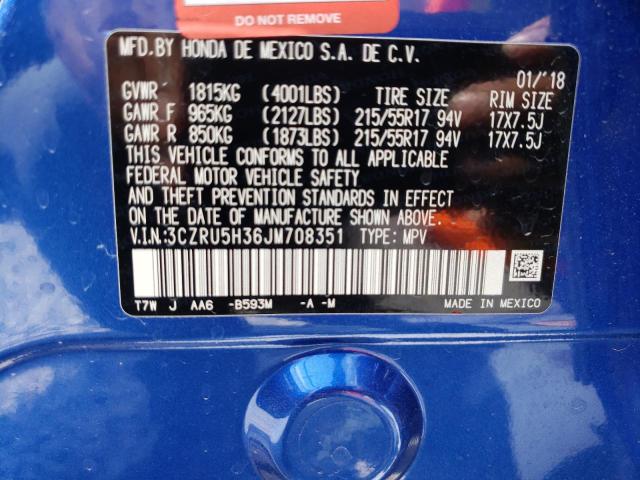 DO NOT REMOVE
MFD. BY HONDA DE MEXICO S.A. DE C.V.
01/'18
GVWR 1815KG (4001LBS) TIRE SIZE RIM SIZE
GAWR F 965KG (2127LBS) 215/55R17 94V 17X7.5J
GAWR R 850KG (1873LBS) 215/55R17 94V 17X7.5J
THIS VEHICLE CONFORMS TO ALL APPLICABLE
FEDERAL MOTOR VEHICLE SAFETY
AND THEFT PREVENTION STANDARDS IN EFFECT
ON THE DATE OF MANUFACTURE SHOWN ABOVE.
V.I.N:3CZRU5H36JM708351 TYPE: MPV
T7W J AA6 -B593M -A -M MADE IN MEXICO